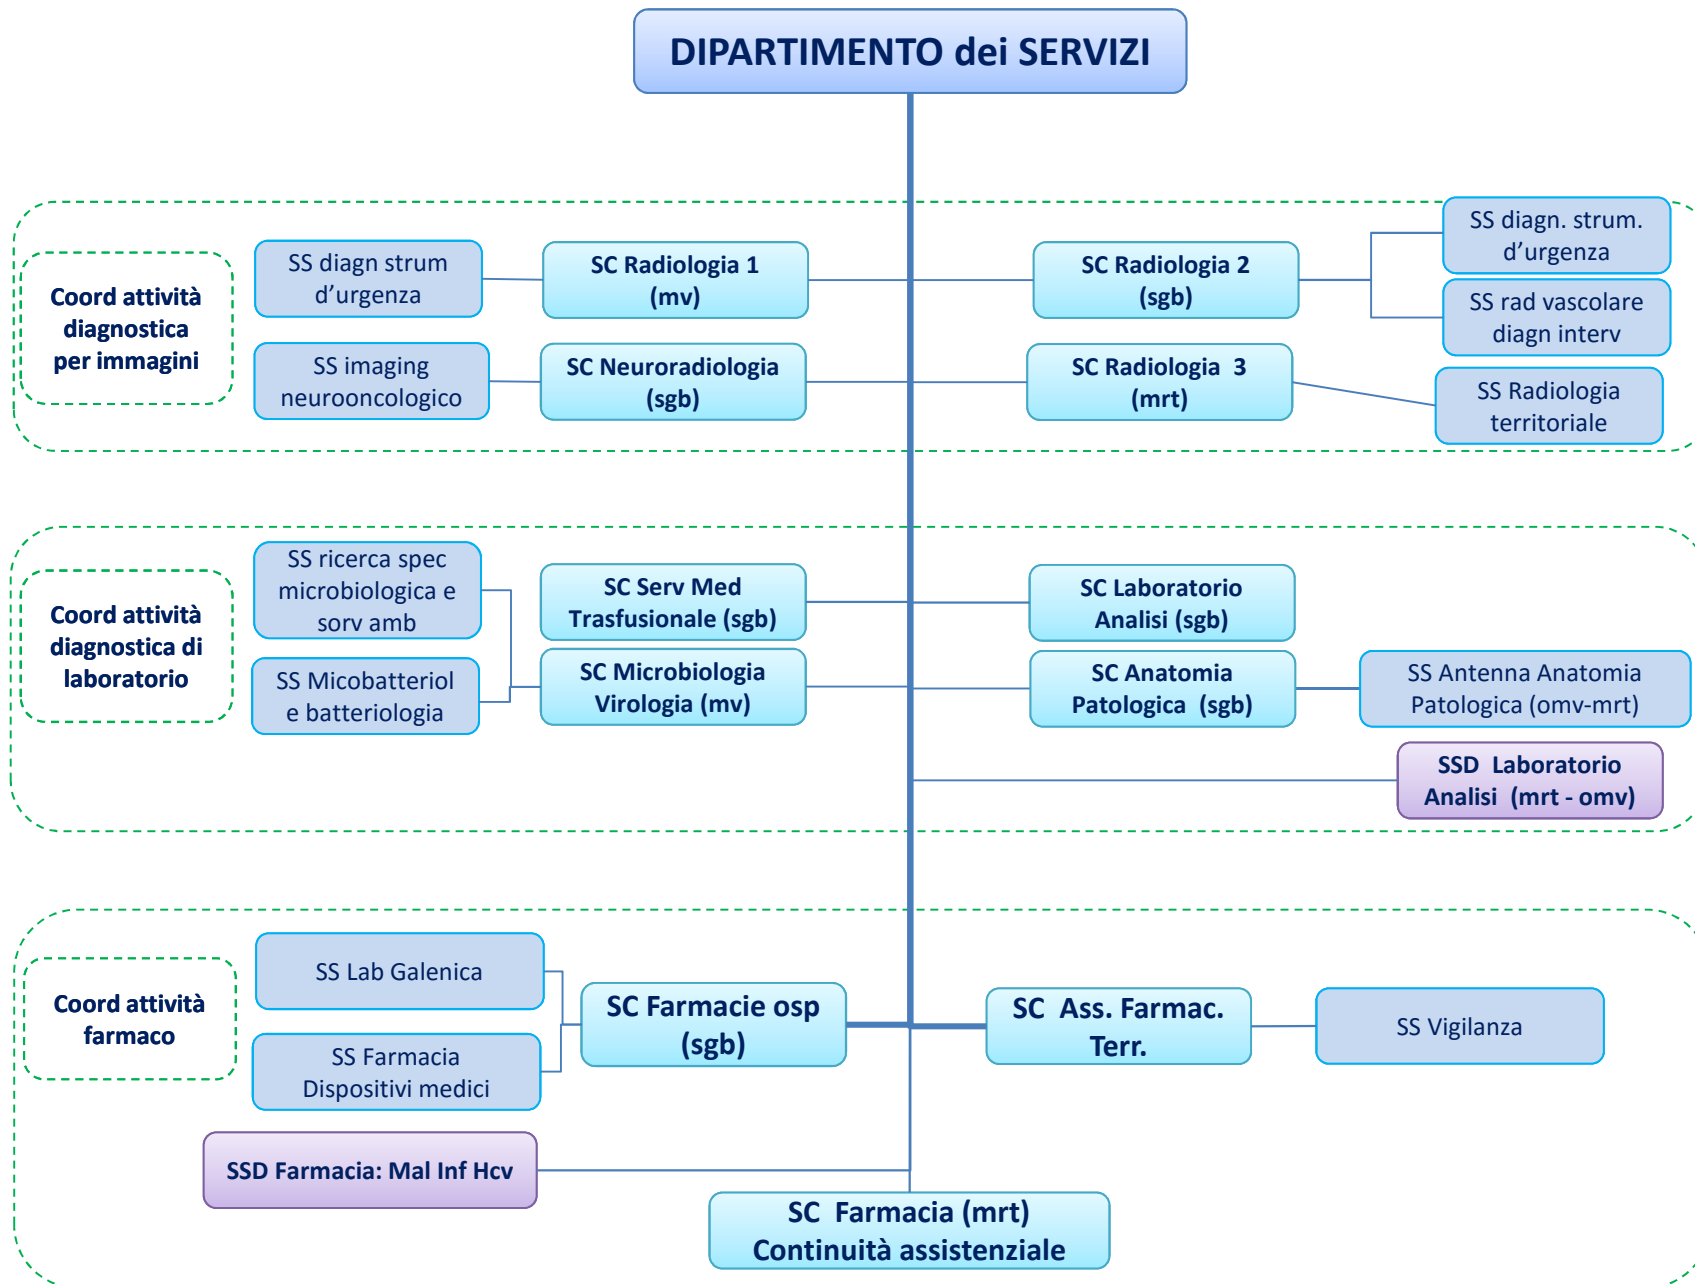 DIPARTIMENTO dei SERVIZI
Coord attività
diagnostica
per immagini
SS diagn strum
d’urgenza
SC Radiologia 1
(mv)
SC Radiologia 2
(sgb)
SS diagn. strum.
d’urgenza
SS rad vascolare
diagn interv
SS imaging
neurooncologico
SC Neuroradiologia
(sgb)
SC Radiologia 3
(mrt)
SS Radiologia
territoriale
Coord attività
diagnostica di
laboratorio
SS ricerca spec
microbiologica e
sorv amb
SC Serv Med
Trasfusionale (sgb)
SC Laboratorio
Analisi (sgb)
SS Micobatteriol
e batteriologia
SC Microbiologia
Virologia (mv)
SC Anatomia
Patologica (sgb)
SS Antenna Anatomia
Patologica (omv-mrt)
SSD Laboratorio
Analisi (mrt - omv)
Coord attività
farmaco
SS Lab Galenica
SS Farmacia
Dispositivi medici
SC Farmacie osp
(sgb)
SC Ass. Farmac.
Terr.
SS Vigilanza
SSD Farmacia: Mal Inf Hcv
SC Farmacia (mrt)
Continuità assistenziale